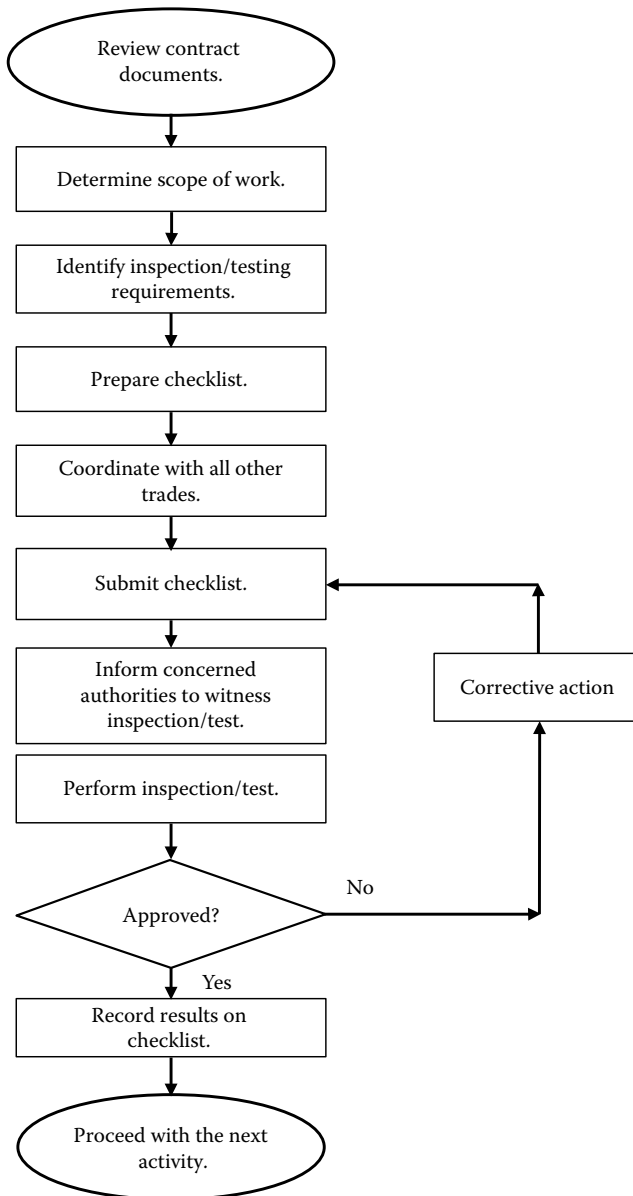 Review contract
documents.
Determine scope of work.
Identify inspection/testing
requirements.
Prepare checklist.
Coordinate with all other
trades.
Submit checklist.
Inform concerned
authorities to witness
inspection/test.
Corrective action
Perform inspection/test.
No
Approved?
Yes
Record results on
checklist.
Proceed with the next
activity.